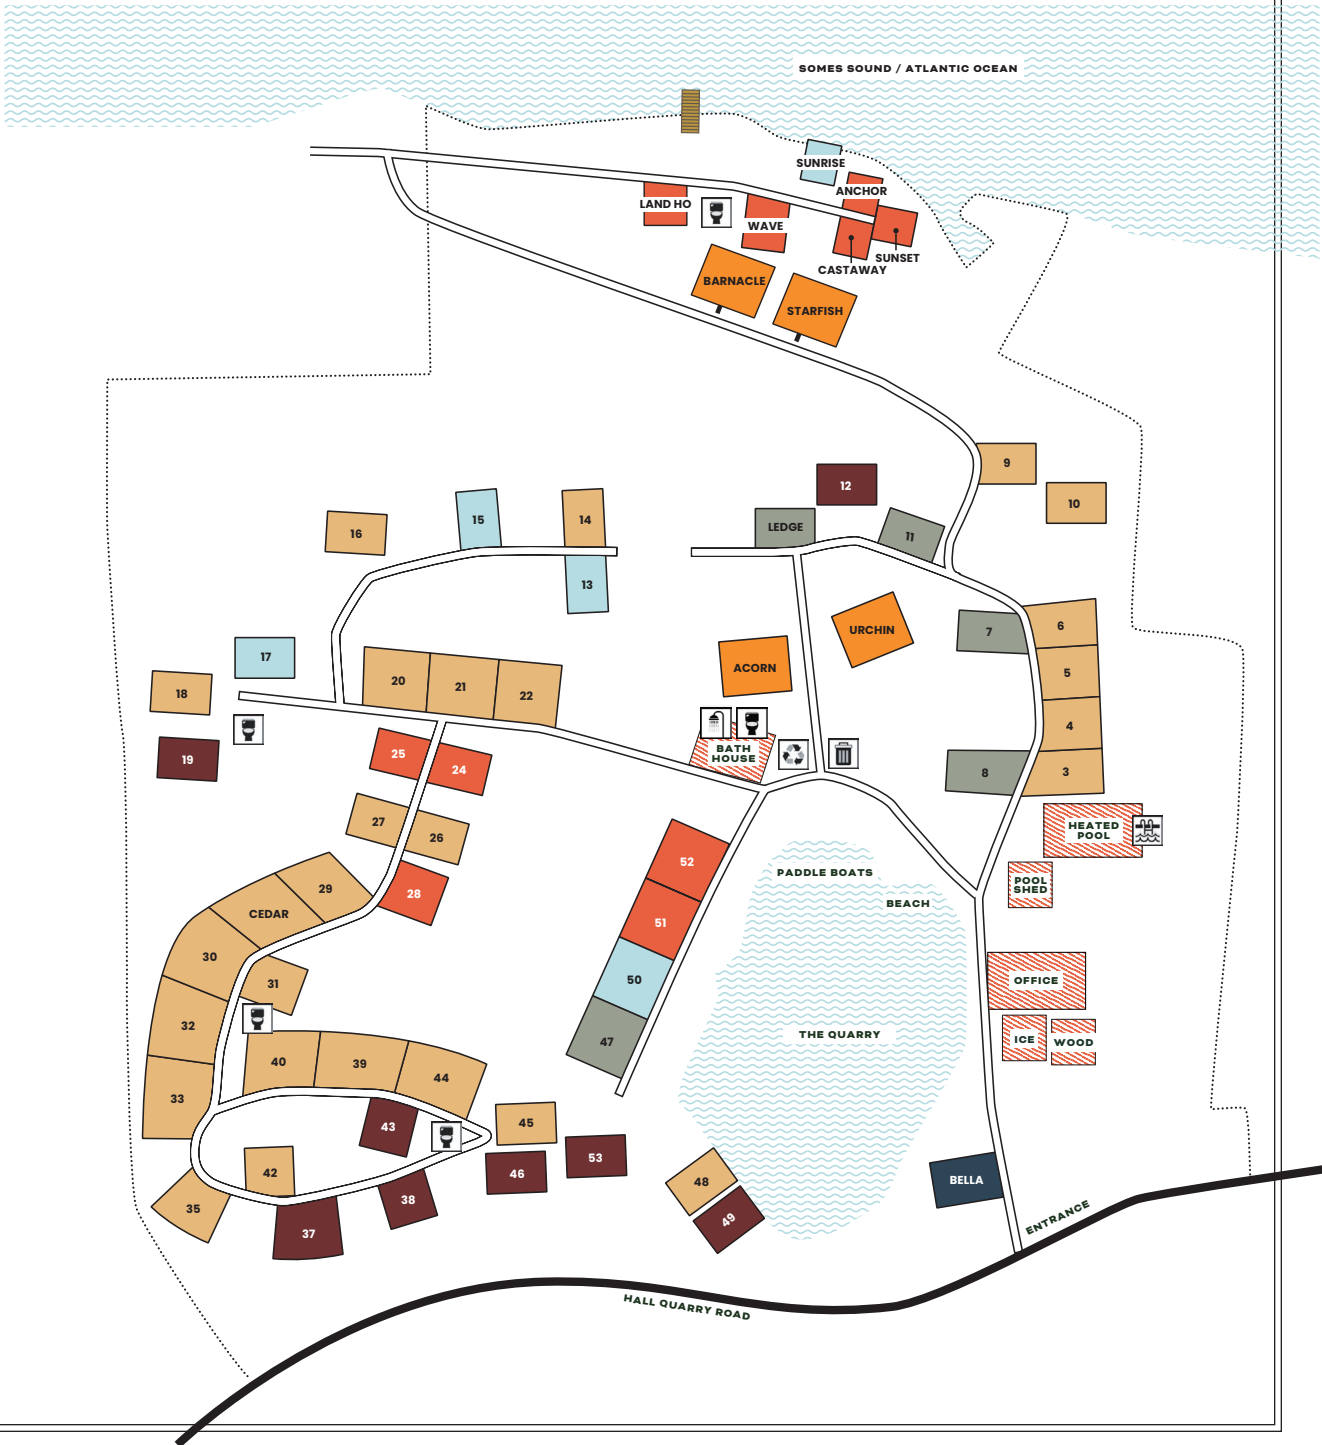 SOMES SOUND / ATLANTIC OCEAN
SUNRISE
ANCHOR
LAND HO
WAVE
SUNSET
CASTAWAY
BARNACLE
STARFISH
9
12
10
15
14
16
LEDGE
11
13
6
URCHIN
7
17
ACORN
5
20
21
22
18
4
BATH
HOUSE
25
19
24
8
3
27
26
HEATED
POOL
52
PADDLE BOATS
29
28
POOL
SHED
BEACH
CEDAR
51
30
50
OFFICE
31
32
THE QUARRY
ICE
WOOD
47
40
39
44
33
45
43
53
46
42
48
BELLA
38
35
49
ENTRANCE
37
HALL QUARRY ROAD